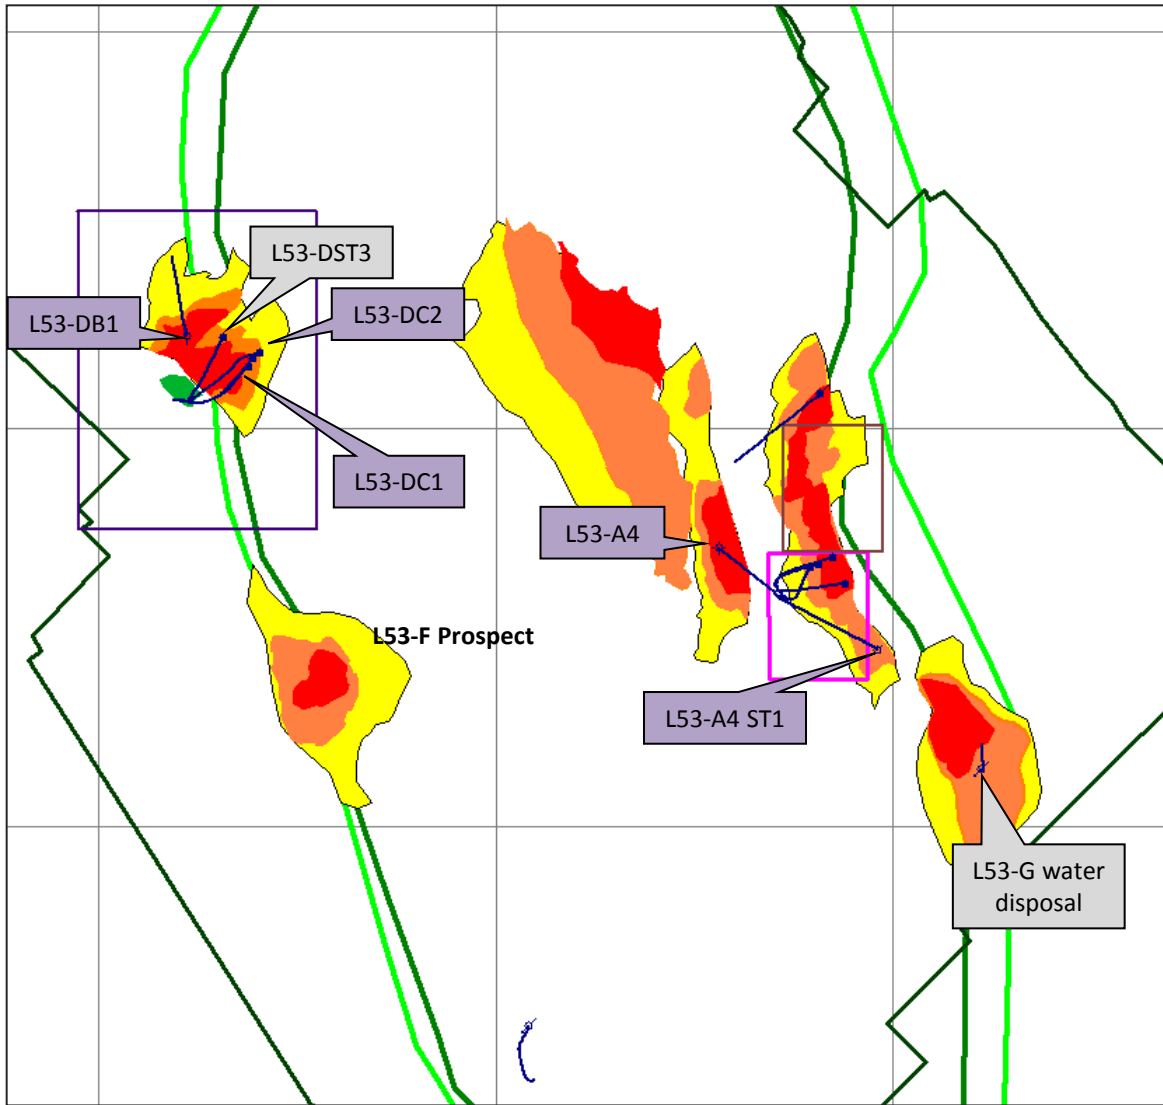 L53-DST3
L53-DB1
L53-DC2
L53-DC1
L53-A4
L53-F Prospect
L53-A4 ST1
L53-G water
disposal